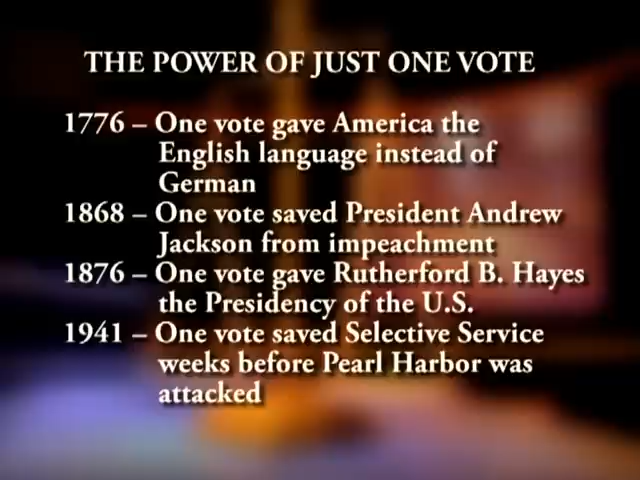 THE POWER OF JUST ONE VOTE
1776 – One vote gave America the
English language instead of
German
1868 – One vote saved President Andrew
Jackson from impeachment
1876 – One vote gave Rutherford B. Hayes
the Presidency of the U.S.
1941 – One vote saved Selective Service
weeks before Pearl Harbor was
attacked